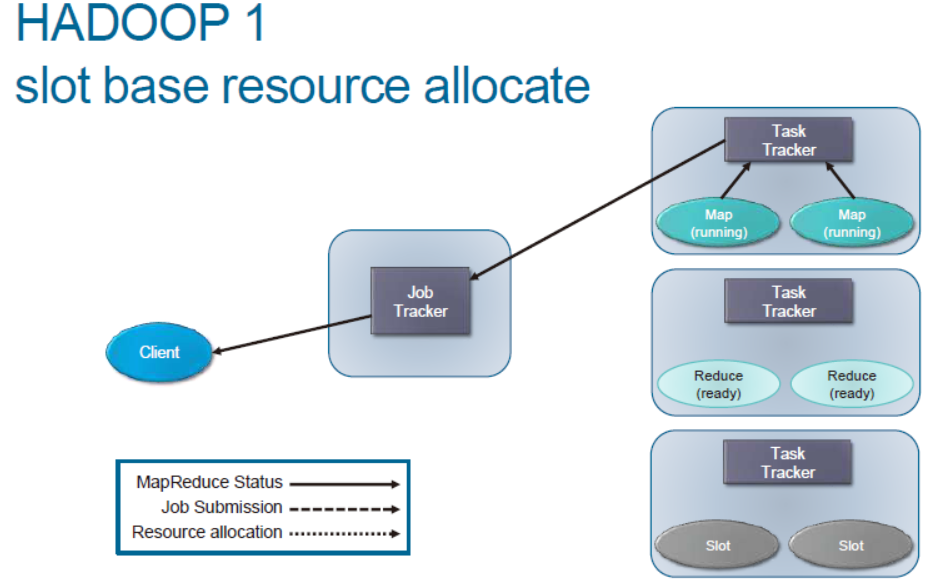 HADOOP 1
slot base resource allocate
Task
Tracker
Map
(running)
Map
(running)
Job
Tracker
Client
Task
Tracker
Reduce
(ready)
Reduce
(ready)
Task
Tracker
Slot
Slot
MapReduce Status
Job Submission
Resource allocation